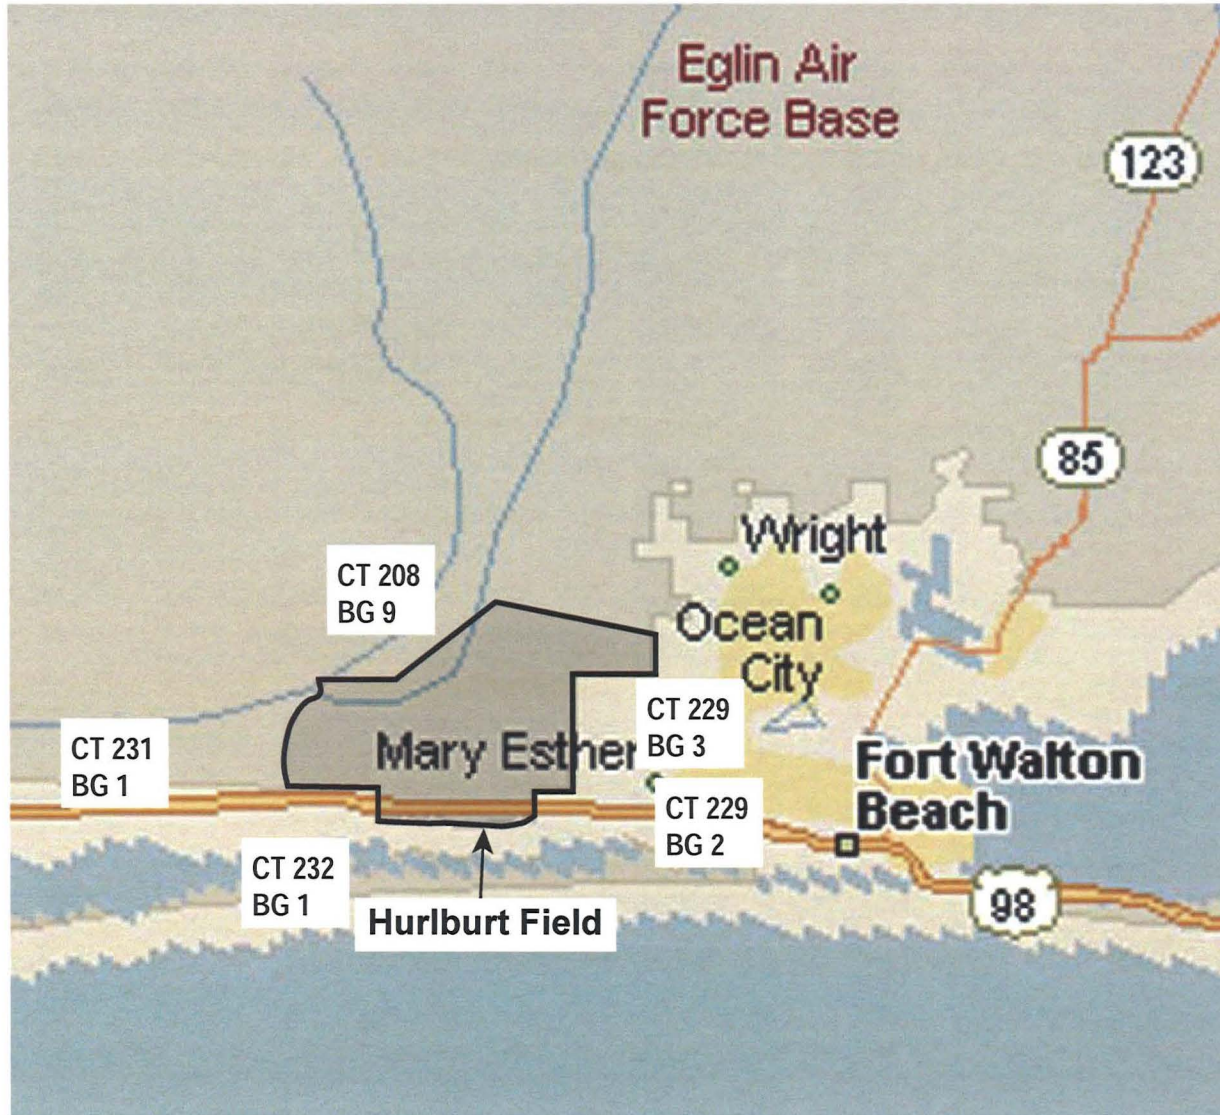 Eglin Air
Force Base
123
85
Wright
CT 208
BG 9
Ocean
City
CT 229
BG 3
CT 231
BG 1
Mary Esther
Fort Walton
Beach
CT 229
BG 2
CT 232
BG 1
98
Hurlburt Field